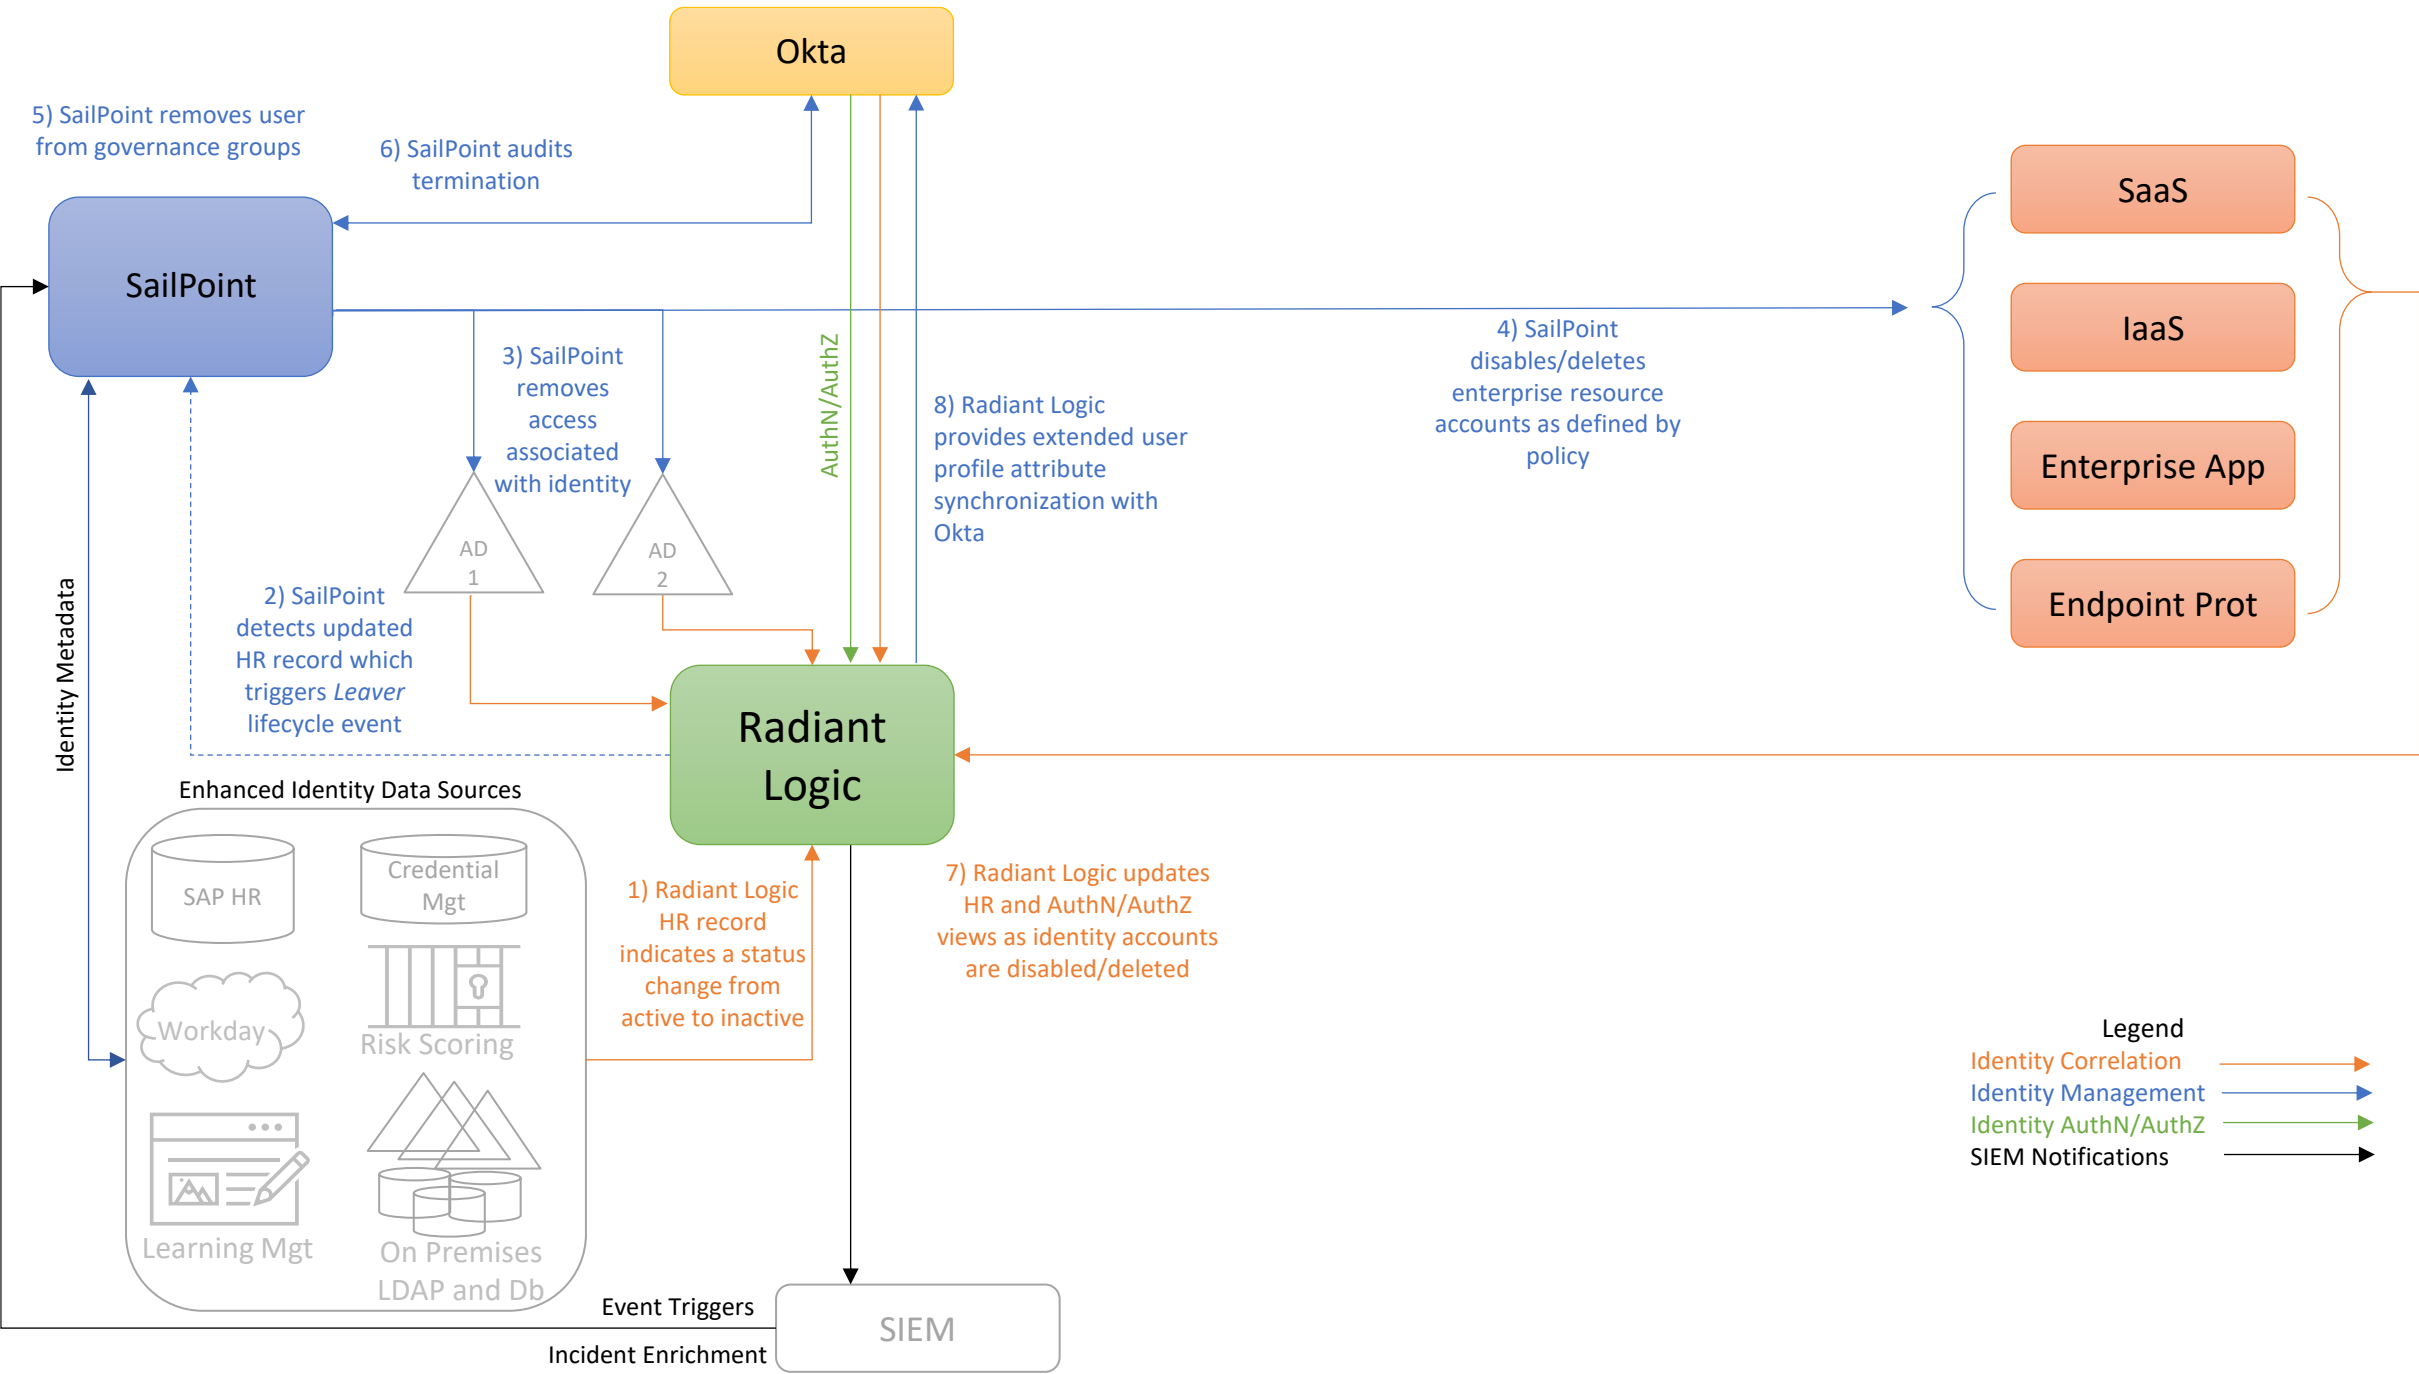 Okta
5) SailPoint removes user
from governance groups
6) SailPoint audits
termination
SailPoint
SaaS
IaaS
Enterprise App
Endpoint Prot
3) SailPoint
removes
access
associated
with identity
AuthN/AuthZ
8) Radiant Logic
provides extended user
profile attribute
synchronization with
Okta
4) SailPoint
disables/deletes
enterprise resource
accounts as defined by
policy
AD
1
AD
2
2) SailPoint
detects updated
HR record which
triggers Leaver
lifecycle event
Identity Metadata
Radiant
Logic
Enhanced Identity Data Sources
SAP HR
Credential
Mgt
Workday
Risk Scoring
Learning Mgt
On Premises
LDAP and Db
1) Radiant Logic
HR record
indicates a status
change from
active to inactive
7) Radiant Logic updates
HR and AuthN/AuthZ
views as identity accounts
are disabled/deleted
Legend
Identity Correlation
Identity Management
Identity AuthN/AuthZ
SIEM Notifications
Event Triggers
Incident Enrichment
SIEM